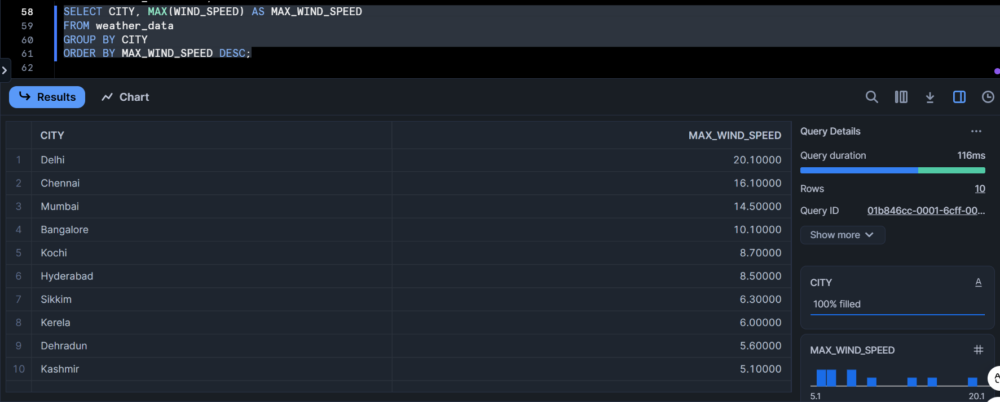 58 SELECT CITY, MAX(WIND_SPEED) AS MAX_WIND_SPEED
59 FROM weather_data
60 GROUP BY CITY
61 ORDER BY MAX_WIND_SPEED DESC;
62
Results Chart
CITY MAX_WIND_SPEED
1 Delhi 20.10000
2 Chennai 16.10000
3 Mumbai 14.50000
4 Bangalore 10.10000
5 Kochi 8.70000
6 Hyderabad 8.50000
7 Sikkim 6.30000
8 Kerela 6.00000
9 Dehradun 5.60000
10 Kashmir 5.10000
Query Details
Query duration 116ms
Rows 10
Query ID 01b846cc-0001-6cff-00...
Show more
CITY A
100% filled
MAX_WIND_SPEED #
5.1 20.1